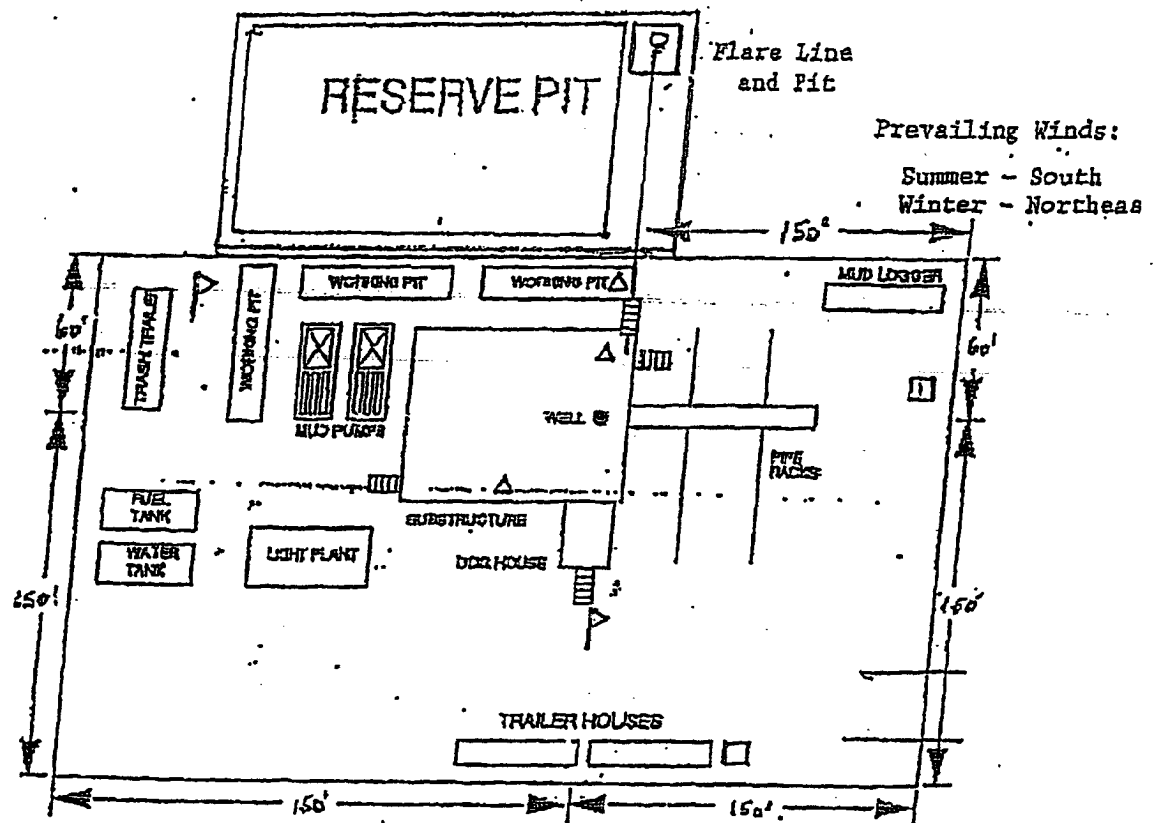 RESERVE PIT
Flare Line
and Pit
Prevailing Winds:
Summer - South
Winter - Northeas
150'
MUD LOGGER
WORKING PIT
WORKING PIT
WORKING PIT
TRASH TRAILER
60'
60'
MUD PUMPS
WELL
PIPE
RACKS
FUEL
TANK
SUBSTRUCTURE
WATER
TANK
LIGHT PLANT
DOG HOUSE
150'
150'
TRAILER HOUSES
150'
150'